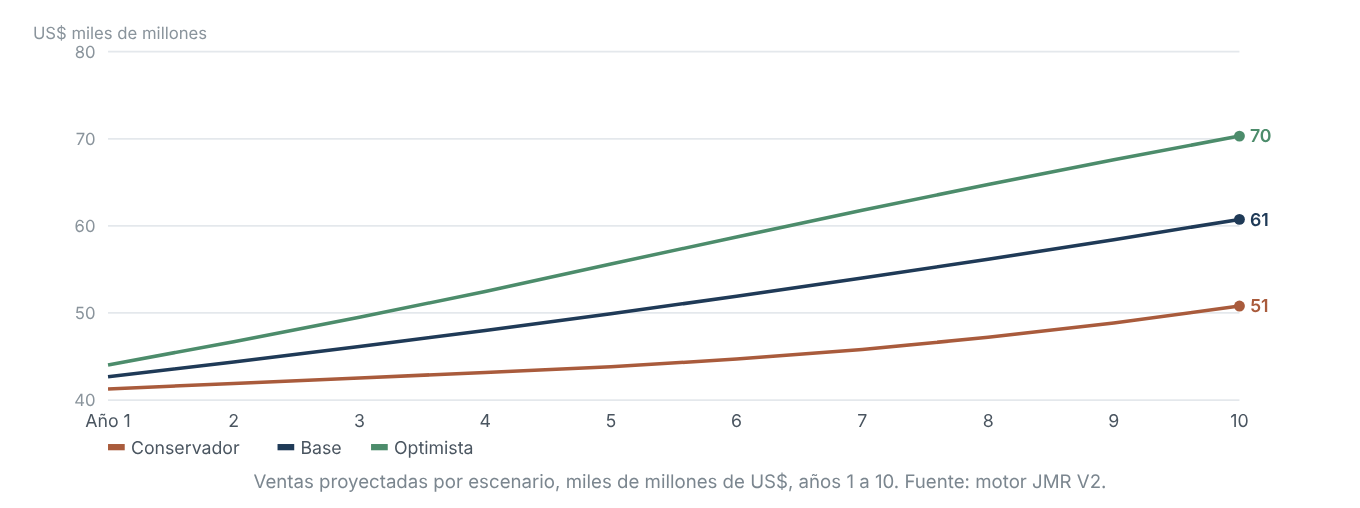 US$ miles de millones
80
70
70
60
61
50
51
40
Año 1 2 3 4 5 6 7 8 9 10
Conservador Base Optimista
Ventas proyectadas por escenario, miles de millones de US$, años 1 a 10. Fuente: motor JMR V2.